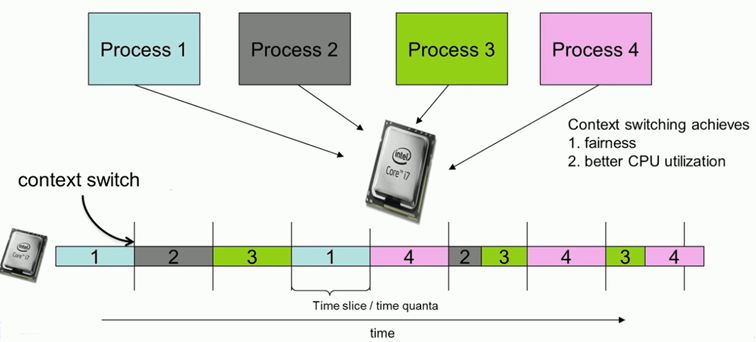 Process 1
Process 2
Process 3
Process 4
intel
Core™ i7
Context switching achieves
1. fairness
2. better CPU utilization
context switch
intel
Core™ i7
1
2
3
1
4
2
3
4
3
4
Time slice / time quanta
time